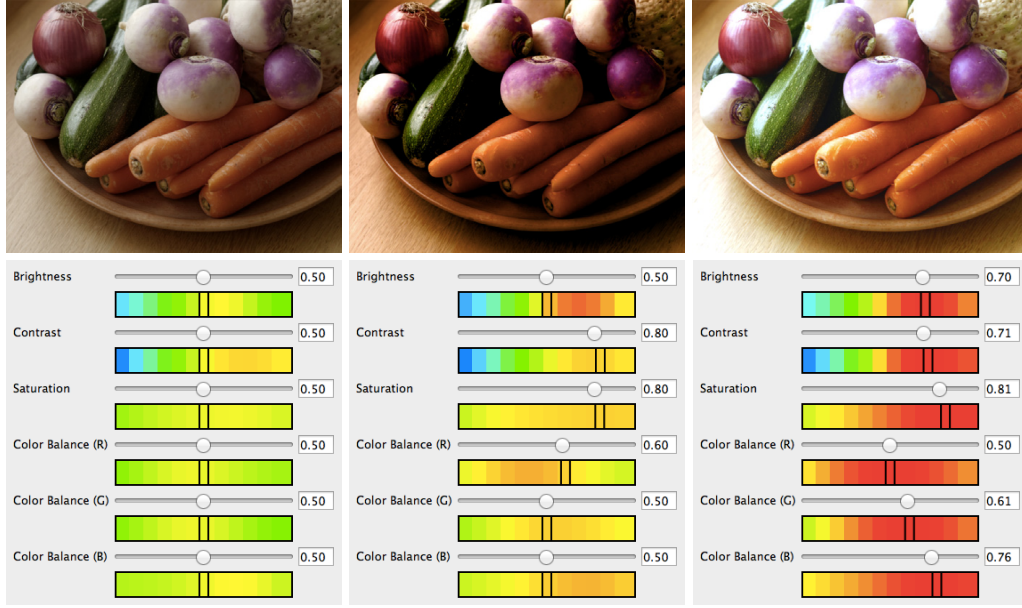 Brightness 0.50
Contrast 0.50
Saturation 0.50
Color Balance (R) 0.50
Color Balance (G) 0.50
Color Balance (B) 0.50
Brightness 0.50
Contrast 0.80
Saturation 0.80
Color Balance (R) 0.60
Color Balance (G) 0.50
Color Balance (B) 0.50
Brightness 0.70
Contrast 0.71
Saturation 0.81
Color Balance (R) 0.50
Color Balance (G) 0.61
Color Balance (B) 0.76